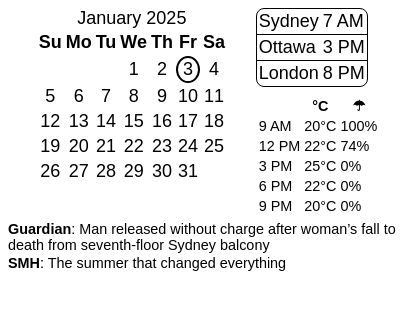 January 2025
Su Mo Tu We Th Fr Sa
1 2 3 4
5 6 7 8 9 10 11
12 13 14 15 16 17 18
19 20 21 22 23 24 25
26 27 28 29 30 31
Sydney 7 AM
Ottawa 3 PM
London 8 PM
°C ☂
9 AM 20°C 100%
12 PM 22°C 74%
3 PM 25°C 0%
6 PM 22°C 0%
9 PM 20°C 0%
Guardian: Man released without charge after woman's fall to
death from seventh-floor Sydney balcony
SMH: The summer that changed everything